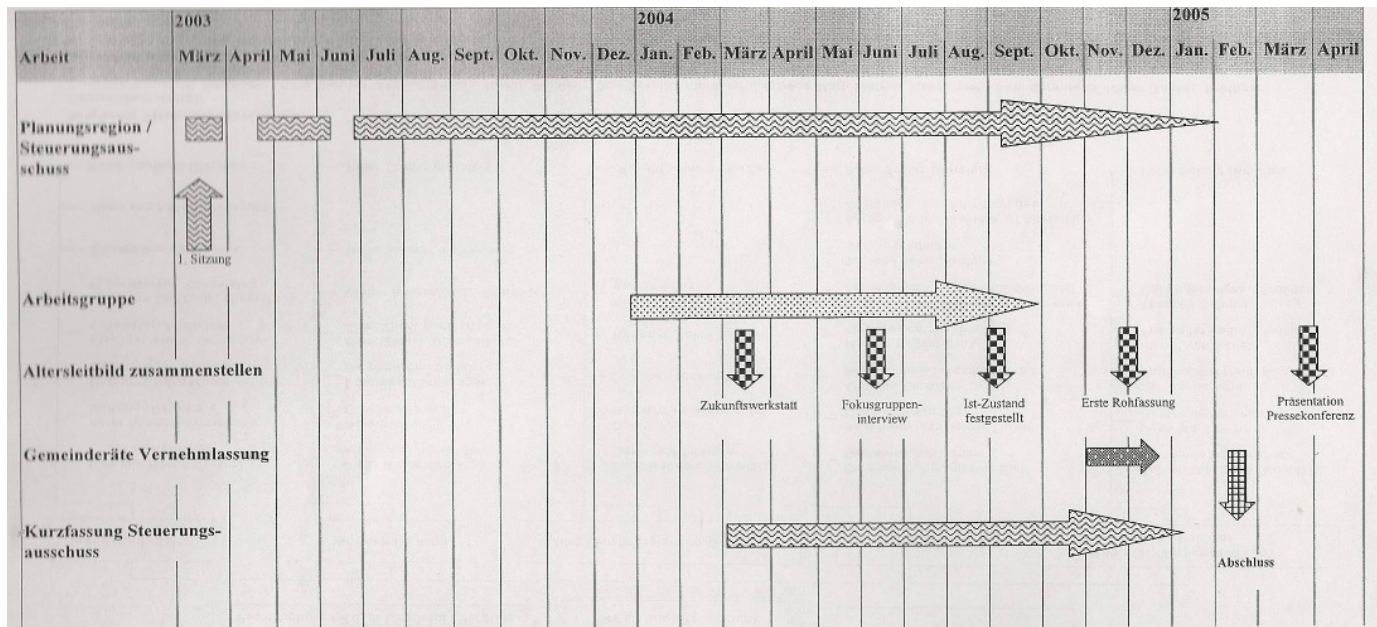 2003 2004 2005
Arbeit März April Mai Juni Juli Aug. Sept. Okt. Nov. Dez. Jan. Feb. März April Mai Juni Juli Aug. Sept. Okt. Nov. Dez. Jan. Feb. März April
Planungsregion /
Steuerungsaus-
schuss
1. Sitzung
Arbeitsgruppe
Altersleitbild zusammenstellen
Zukunftswerkstatt
Fokusgruppen-
interview
1st-Zustand
festgestellt
Erste Rohfassung
Präsentation
Pressekonferenz
Gemeinderäte Vernehmlassung
Kurzfassung Steuerungs-
ausschuss
Abschluss